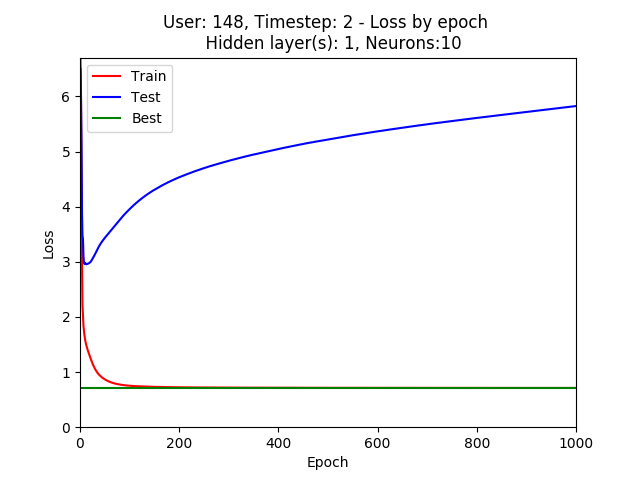 User: 148, Timestep: 2 - Loss by epoch
Hidden layer(s): 1, Neurons:10
Train
Test
Best
6
5
4
3
2
1
0
Loss
0 200 400 600 800 1000
Epoch